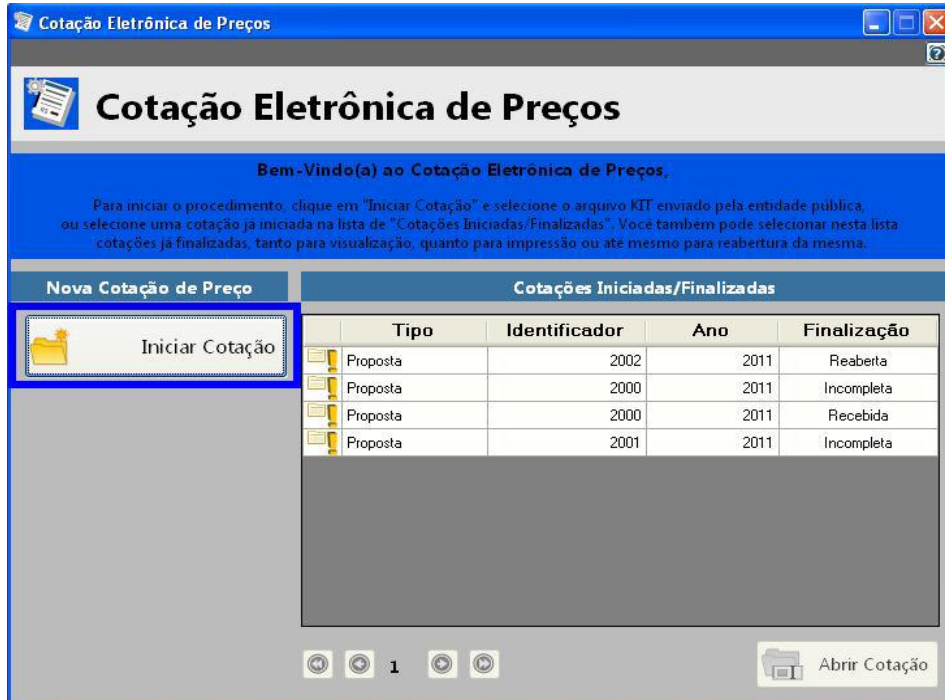 Cotação Eletrônica de Preços
Cotação Eletrônica de Preços
Bem-Vindo(a) ao Cotação Eletrônica de Preços,
Para iniciar o procedimento, clique em "Iniciar Cotação" e selecione o arquivo KIT enviado pela entidade pública,
ou selecione uma cotação já iniciada na lista de "Cotações Iniciadas/Finalizadas". Você também pode selecionar nesta lista
cotações já finalizadas, tanto para visualização, quanto para impressão ou até mesmo para reabertura da mesma.
Nova Cotação de Preço
Cotações Iniciadas/Finalizadas
Iniciar Cotação
Tipo Identificador Ano Finalização
Proposta 2002 2011 Reaberta
Proposta 2000 2011 Incompleta
Proposta 2000 2011 Recebida
Proposta 2001 2011 Incompleta
1
Abrir Cotação